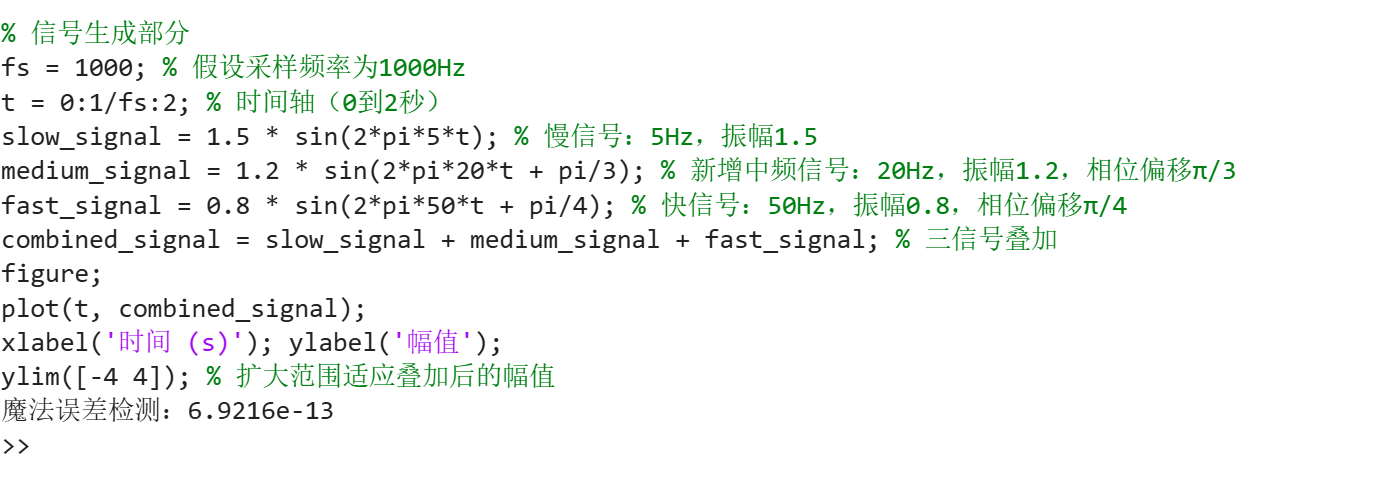 % 信号生成部分
fs = 1000; % 假设采样频率为1000Hz
t = 0:1/fs:2; % 时间轴（0到2秒）
slow_signal = 1.5 * sin(2*pi*5*t); % 慢信号：5Hz，振幅1.5
medium_signal = 1.2 * sin(2*pi*20*t + pi/3); % 新增中频信号：20Hz，振幅1.2，相位偏移π/3
fast_signal = 0.8 * sin(2*pi*50*t + pi/4); % 快信号：50Hz，振幅0.8，相位偏移π/4
combined_signal = slow_signal + medium_signal + fast_signal; % 三信号叠加
figure;
plot(t, combined_signal);
xlabel('时间 (s)'); ylabel('幅值');
ylim([-4 4]); % 扩大范围适应叠加后的幅值
魔法误差检测：6.9216e-13
>>